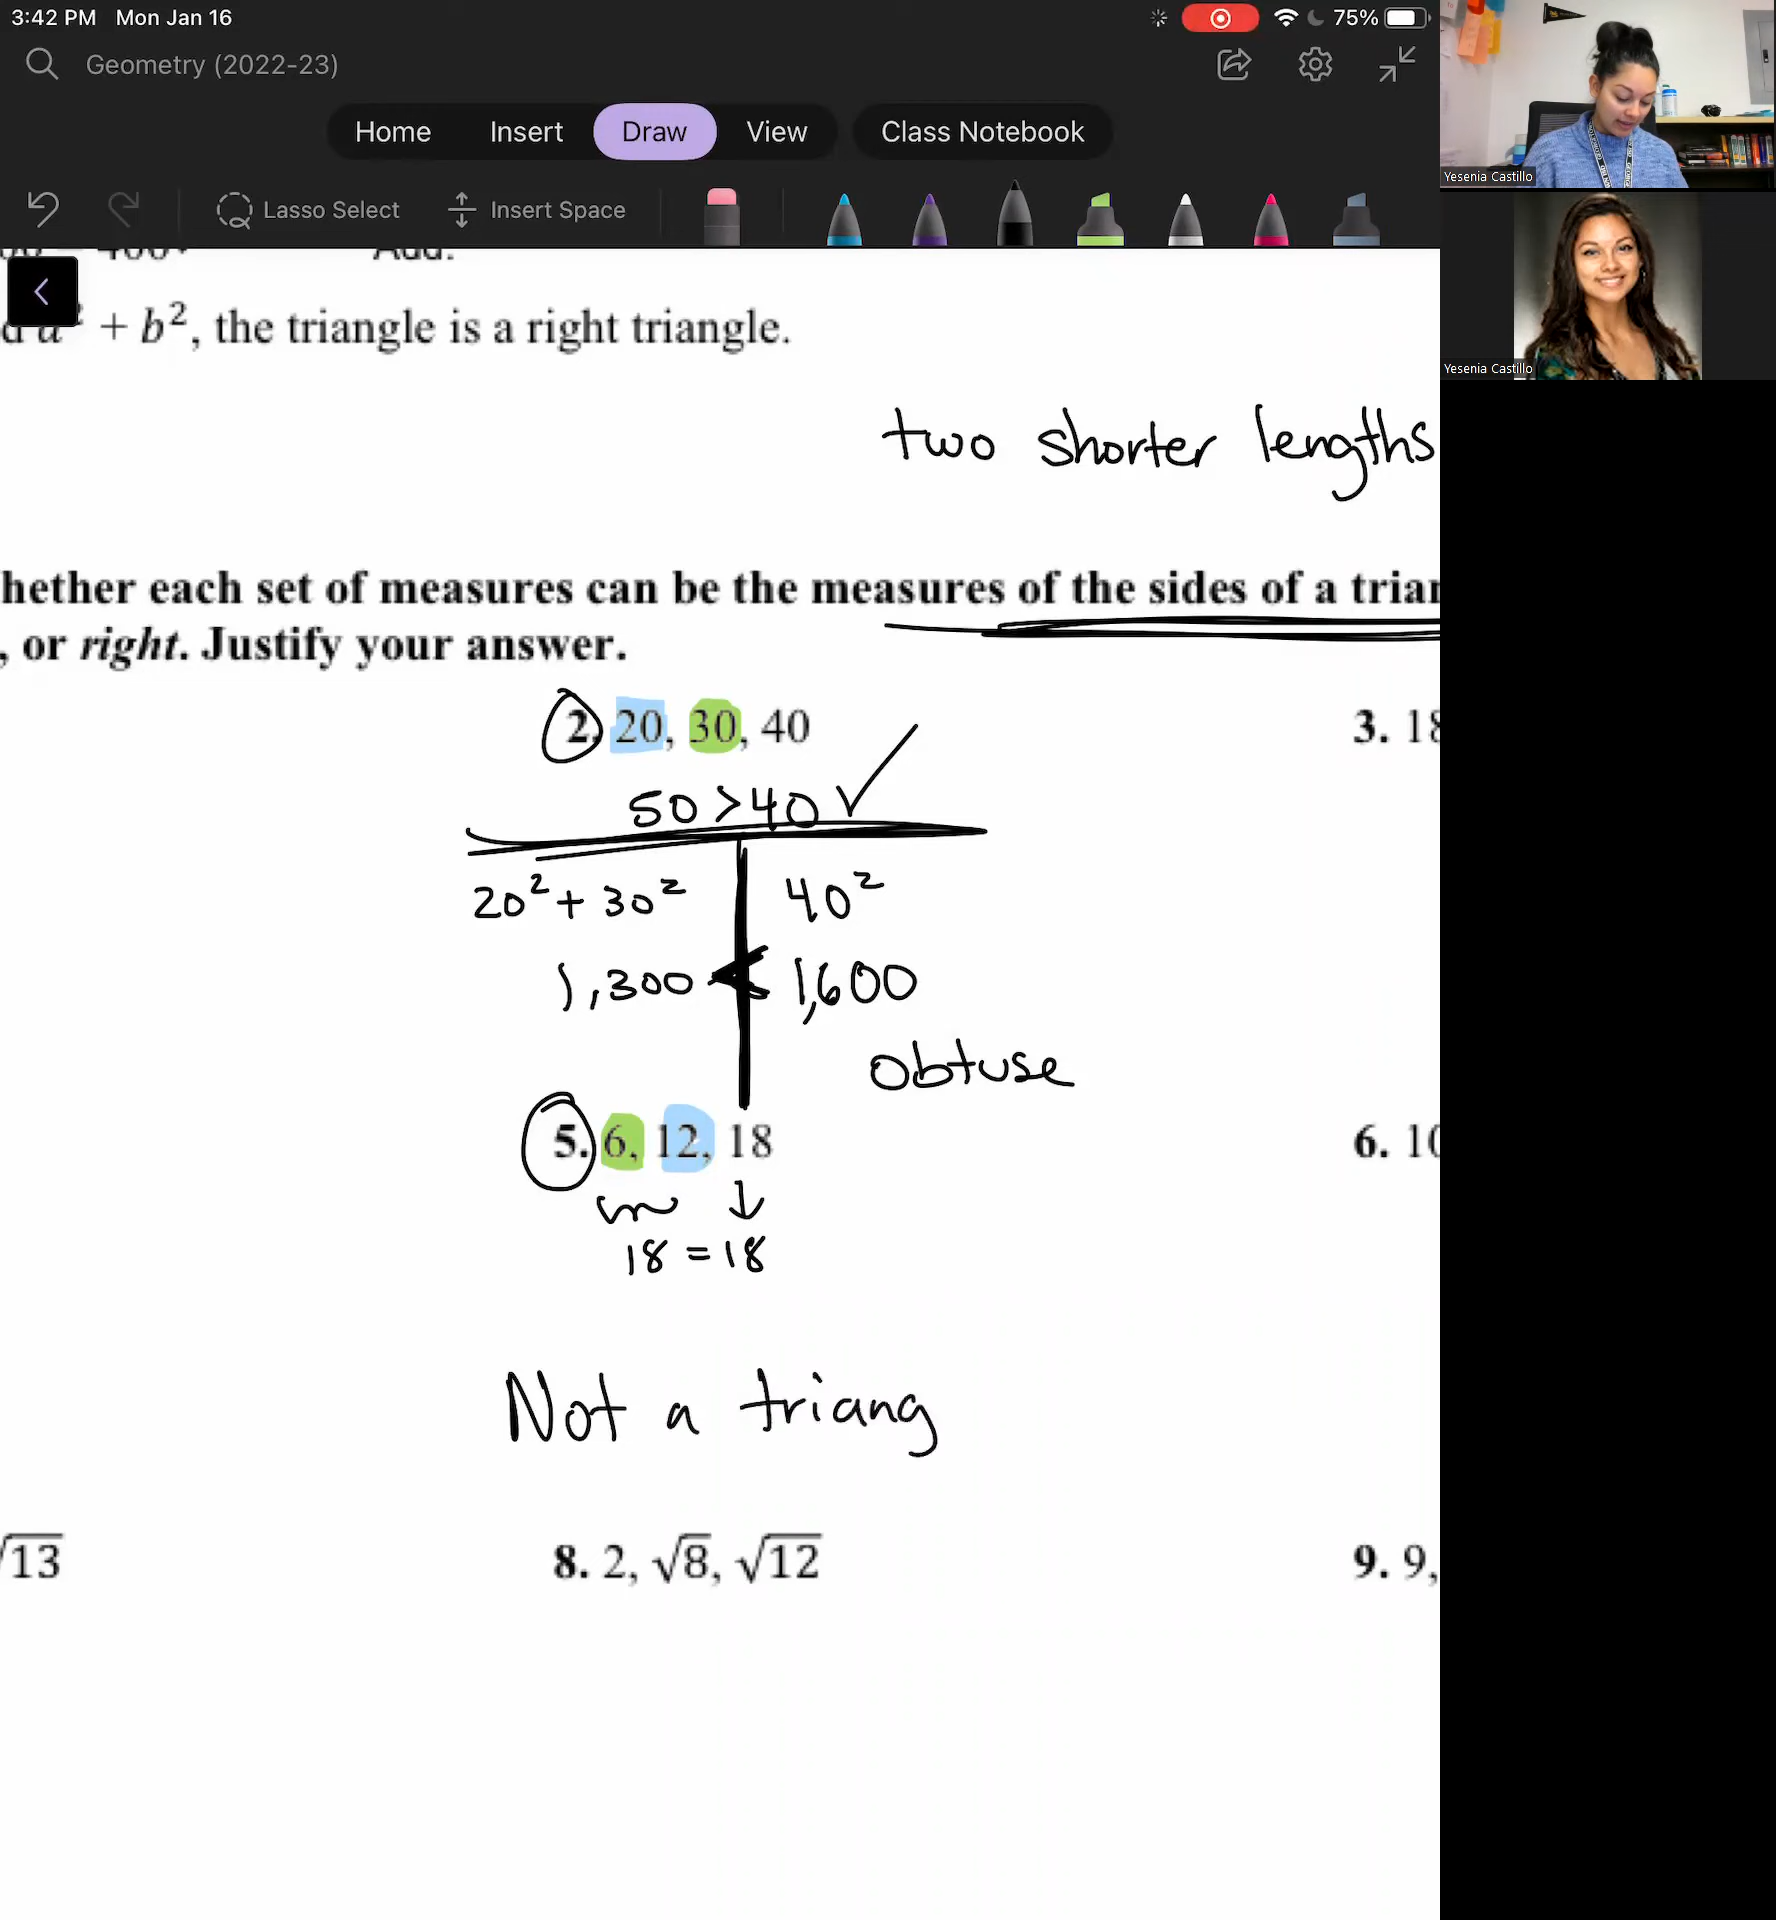 3:42 PM Mon Jan 16
75%
Geometry (2022-23)
Home Insert Draw View Class Notebook
Lasso Select Insert Space
Yesenia Castillo
Yesenia Castillo
+ b², the triangle is a right triangle.
two shorter lengths
hether each set of measures can be the measures of the sides of a trian
, or right. Justify your answer.
2. 20, 30, 40
3. 18
50 > 40 ✓
20² + 30² 40²
1,300 < 1,600
obtuse
5. 6, 12, 18
6. 10
↓
18 = 18
Not a triang
√13
8. 2, √8, √12
9. 9,